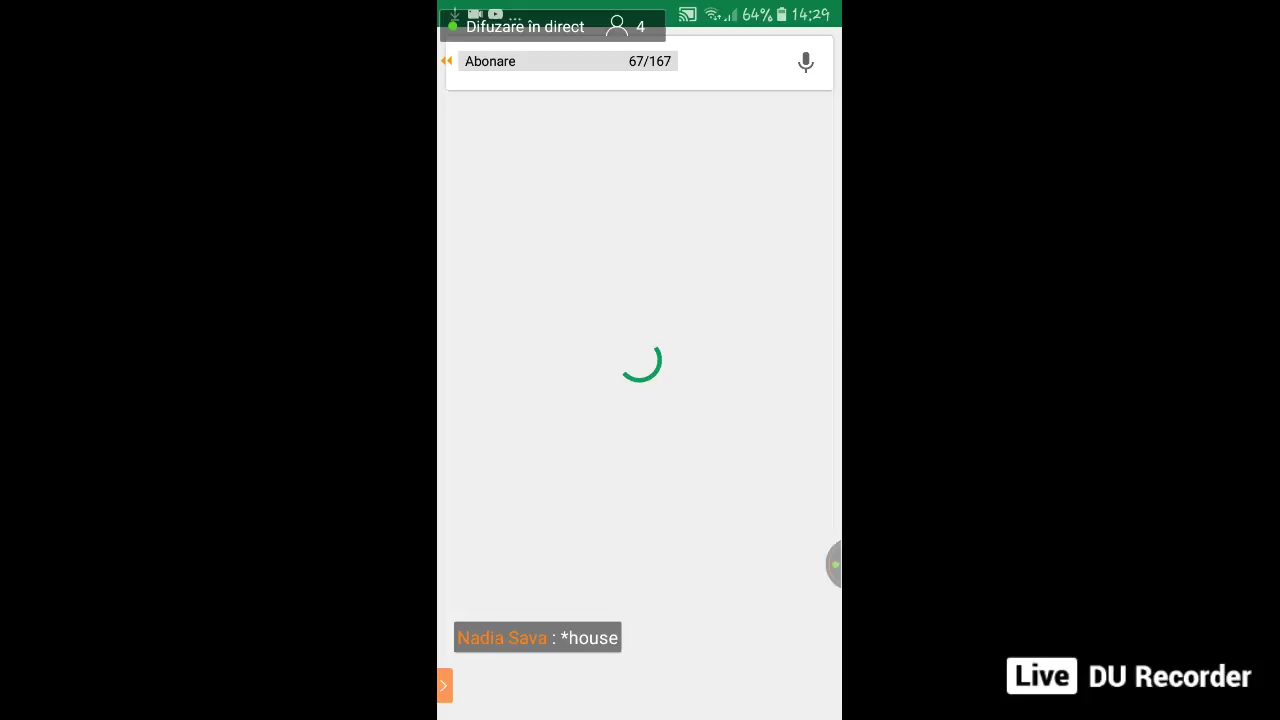 64% 14:29
Difuzare în direct 4
Abonare 67/167
Nadia Sava : *house
Live DU Recorder